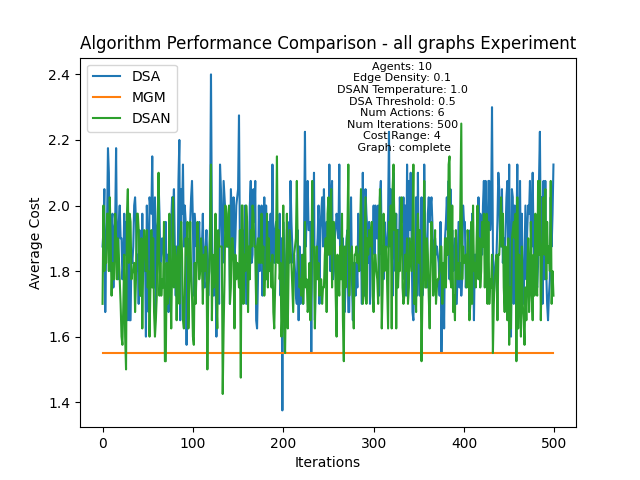 Algorithm Performance Comparison - all graphs Experiment
DSA
MGM
DSAN
Agents: 10
Edge Density: 0.1
DSAN Temperature: 1.0
DSA Threshold: 0.5
Num Actions: 6
Num Iterations: 500
Cost Range: 4
Graph: complete
Average Cost
2.4
2.2
2.0
1.8
1.6
1.4
0
100
200
300
400
500
Iterations